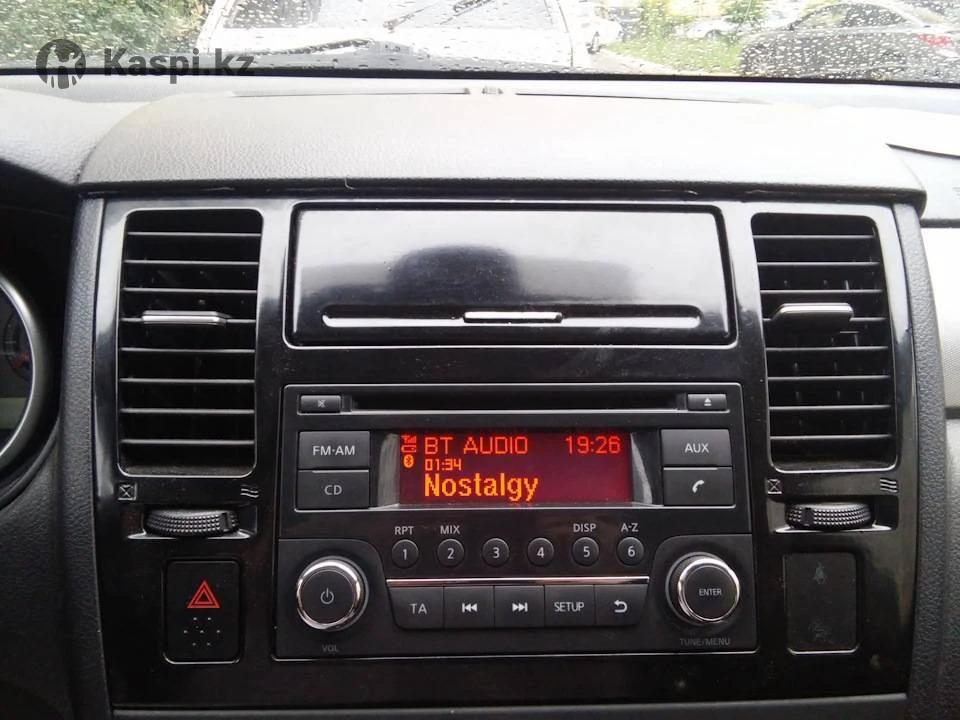 Kaspi.kz
FM·AM
CD
BT AUDIO 19:26
01:34
Nostalgy
AUX
RPT MIX DISP A-Z
1 2 3 4 5 6
TA SETUP
ENTER
VOL TUNE/MENU